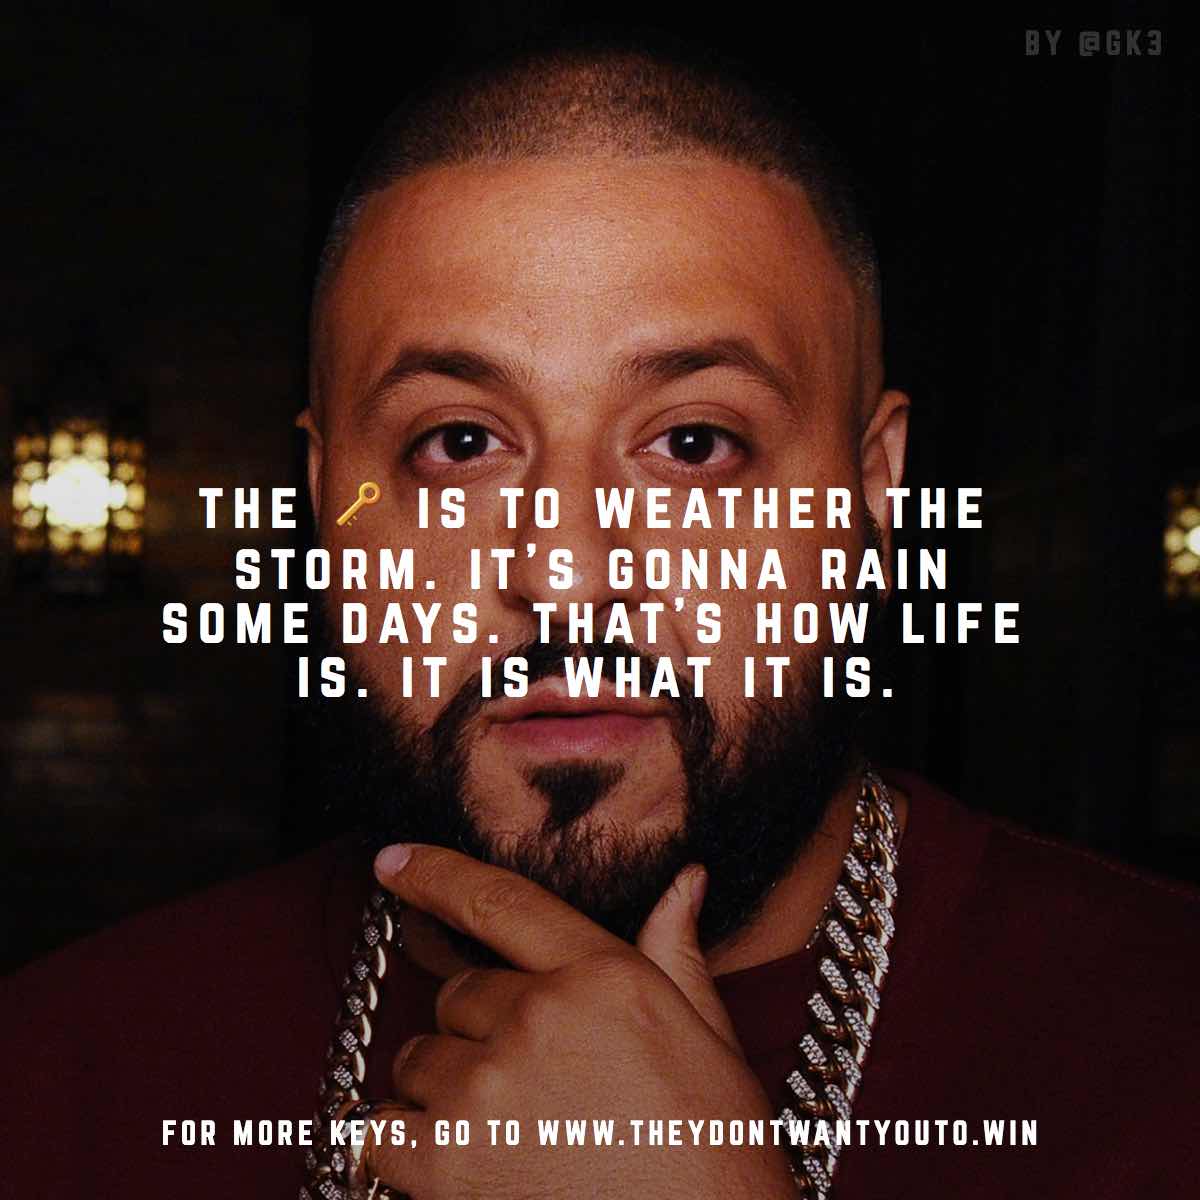 BY @GK3
THE 🔑 IS TO WEATHER THE
STORM. IT'S GONNA RAIN
SOME DAYS. THAT'S HOW LIFE
IS. IT IS WHAT IT IS.
FOR MORE KEYS, GO TO WWW.THEYDONTWANTYOUTO.WIN